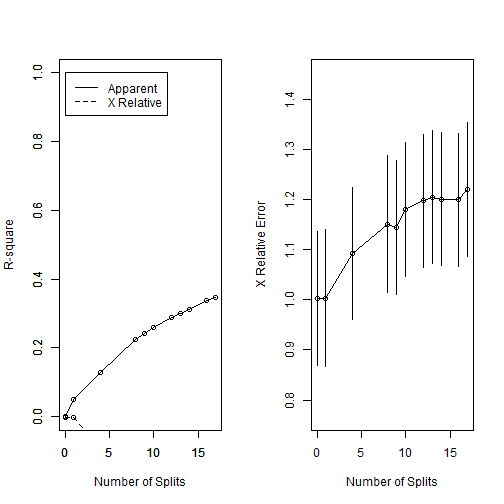 R-square
1.0
0.8
0.6
0.4
0.2
0.0
Apparent
X Relative
0 5 10 15
Number of Splits
X Relative Error
1.4
1.3
1.2
1.1
1.0
0.9
0.8
0 5 10 15
Number of Splits